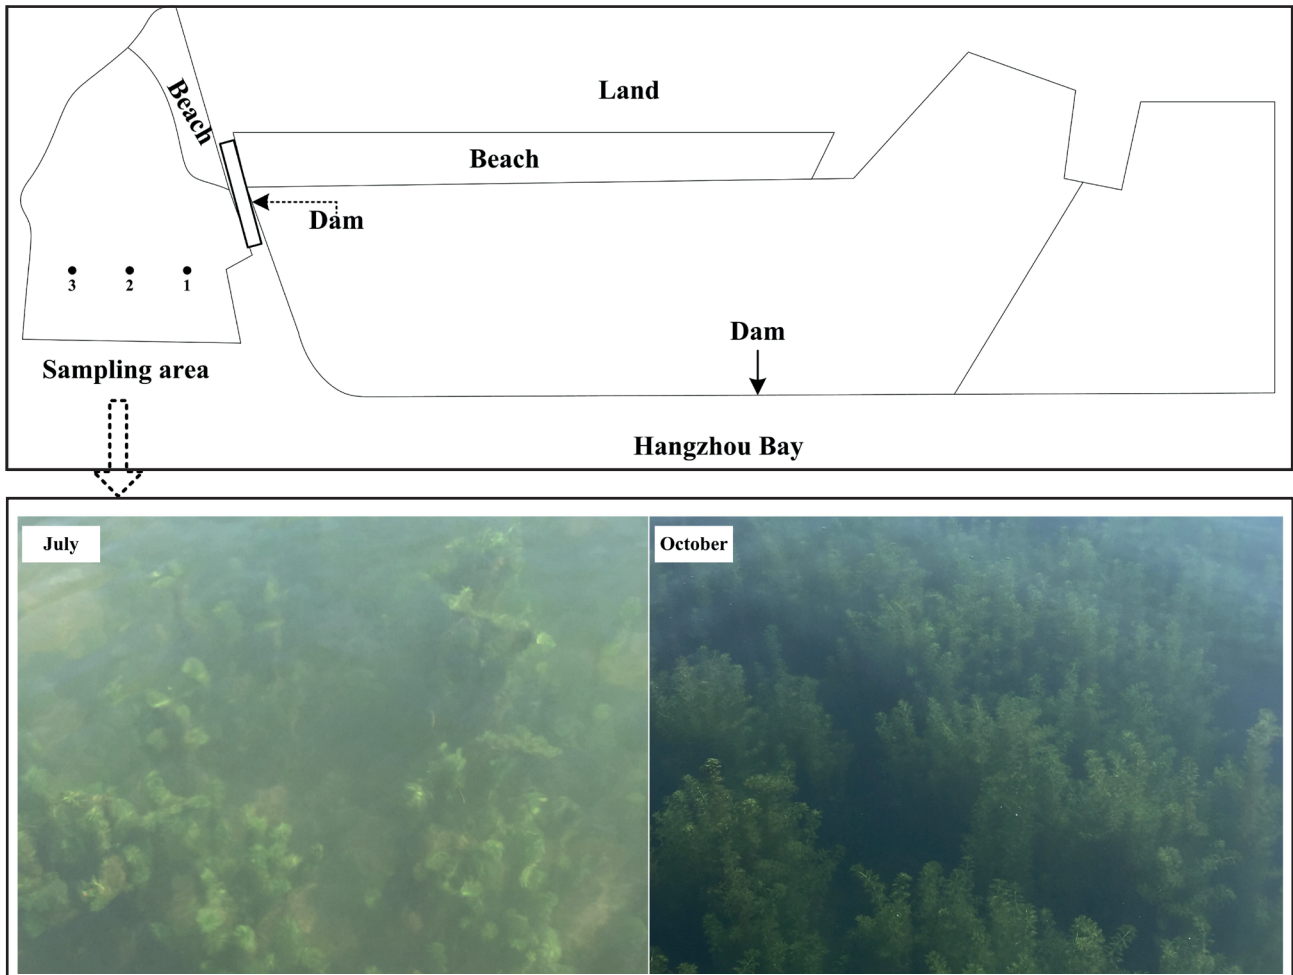 Land
Beach
Beach
Dam
3 2 1
Dam
Sampling area
Hangzhou Bay
July
October